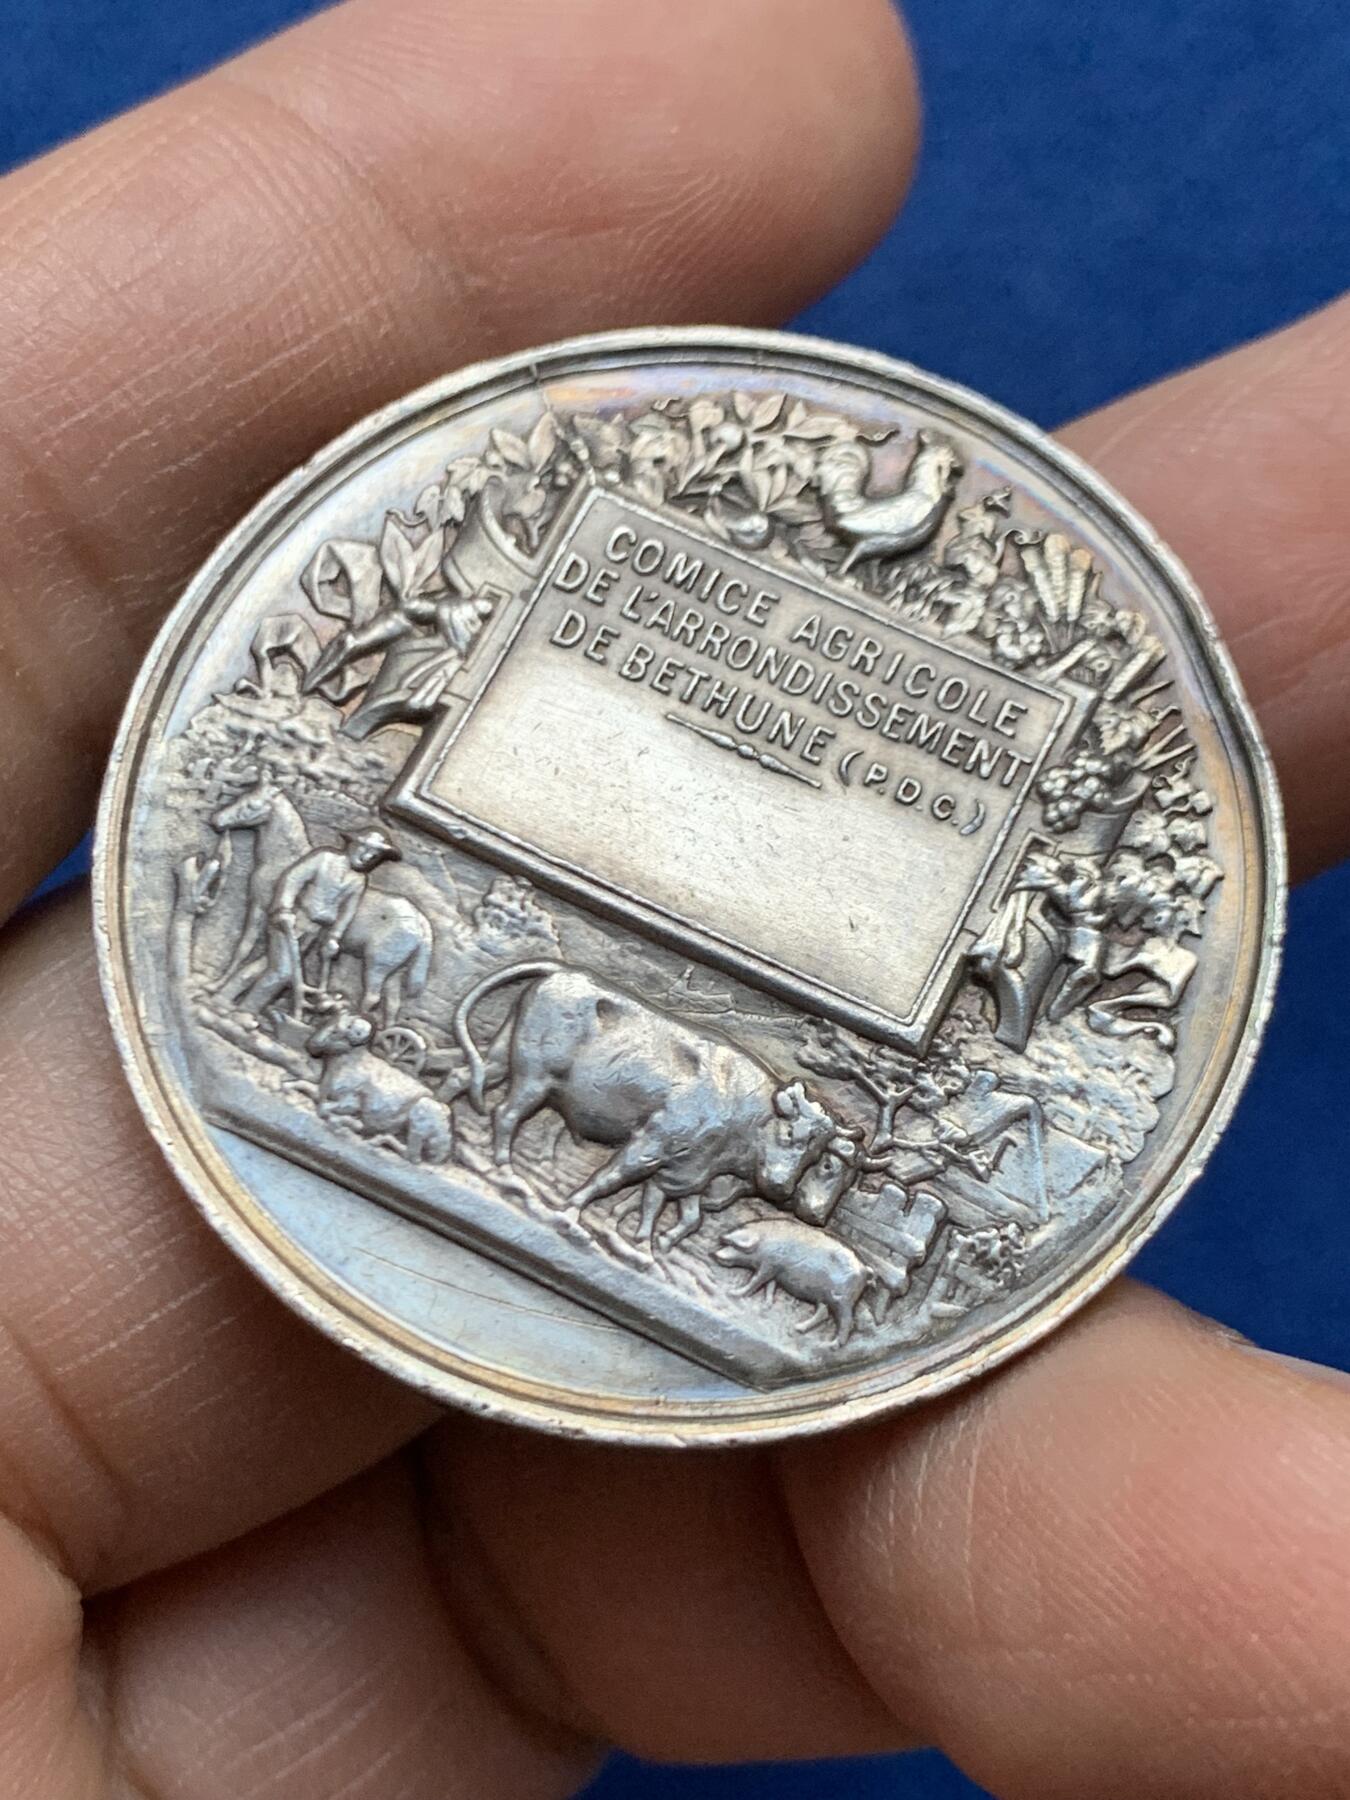 COMICE AGRICOLE
DE L'ARRONDISSEMENT
DE BETHUNE (P.D.C.)